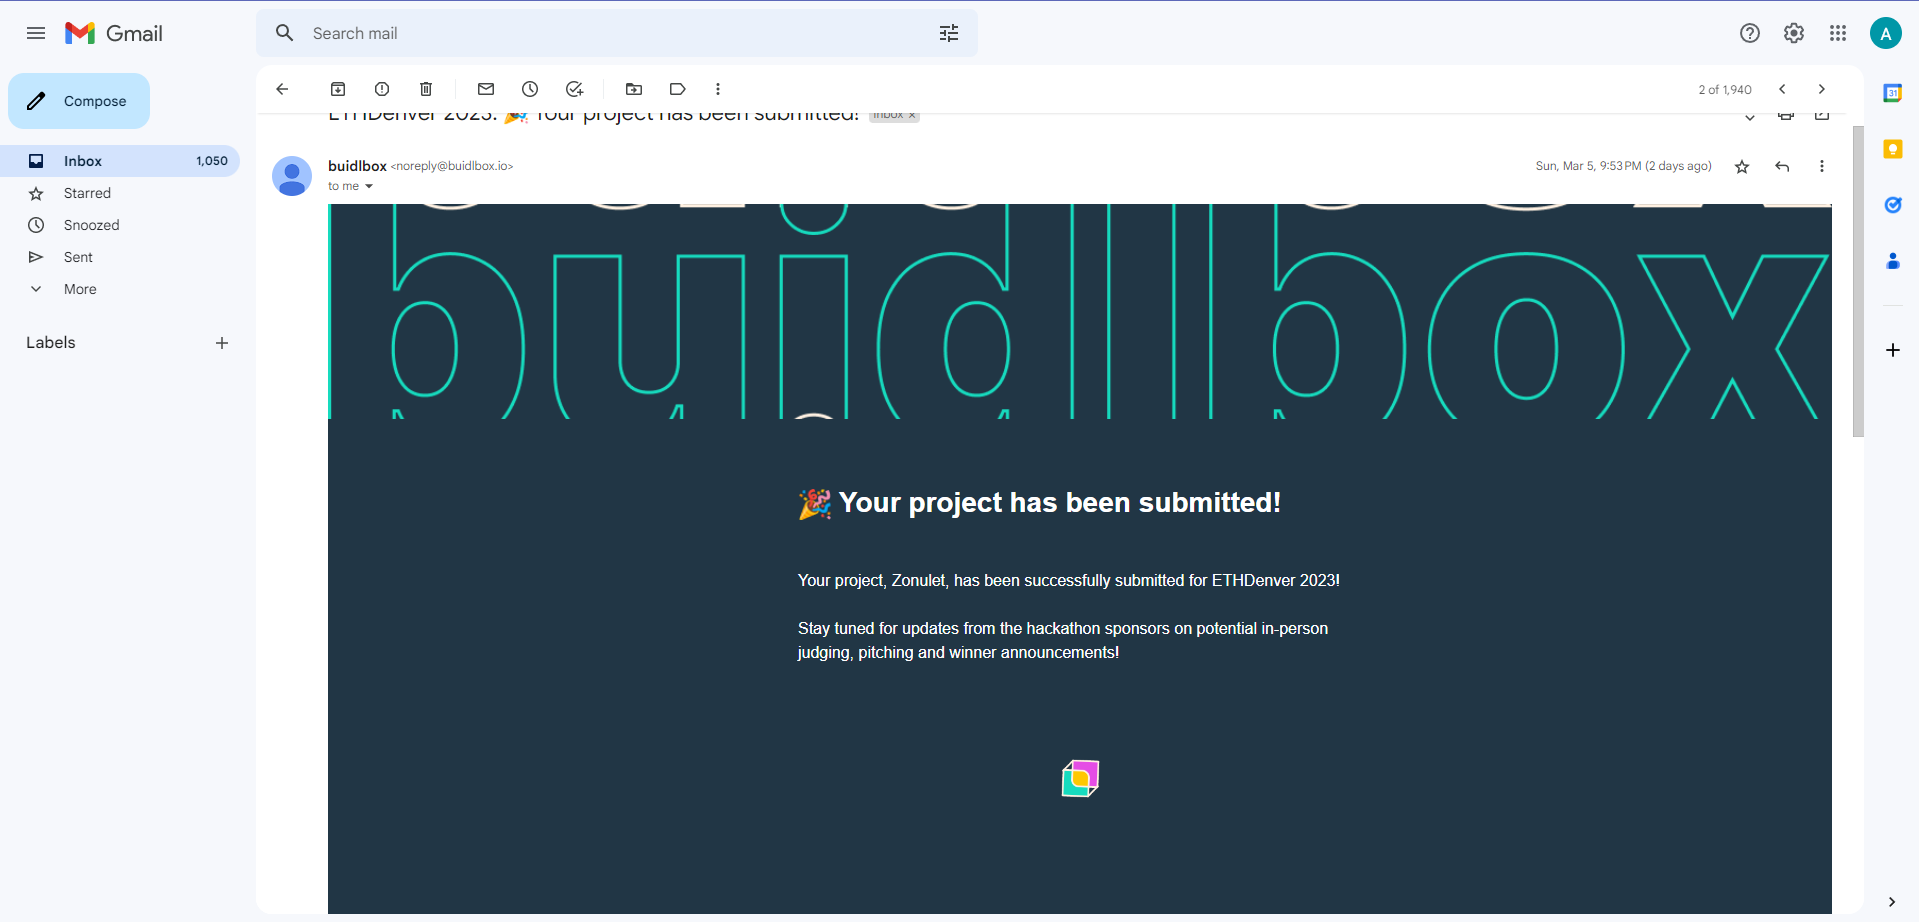 Gmail
Search mail
A
Compose
2 of 1,940
ETHDenver 2023: 🎉 Your project has been submitted! Inbox x
Inbox 1,050
buidlbox <noreply@buidlbox.io>
Sun, Mar 5, 9:53 PM (2 days ago)
to me
Starred
Snoozed
Sent
More
Labels
31
buidlbox
🎉 Your project has been submitted!
Your project, Zonulet, has been successfully submitted for ETHDenver 2023!
Stay tuned for updates from the hackathon sponsors on potential in-person
judging, pitching and winner announcements!